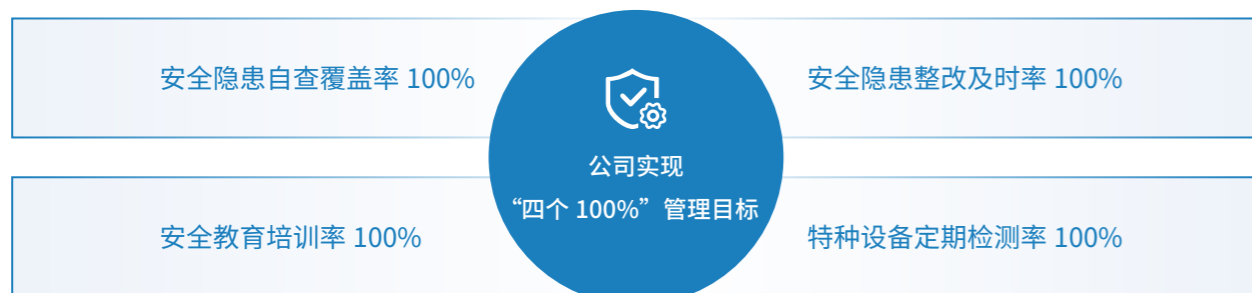 安全隐患自查覆盖率 100%
安全隐患整改及时率 100%
公司实现
“四个 100%”管理目标
安全教育培训率 100%
特种设备定期检测率 100%